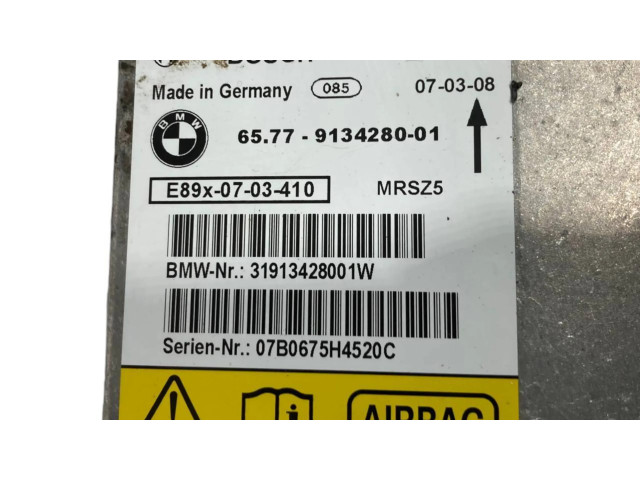 Made in Germany 085 07-03-08
BMW
65.77 - 9134280-01
E89x-07-03-410 MRSZ5
BMW-Nr.: 31913428001W
Serien-Nr.: 07B0675H4520C
AIRBAG